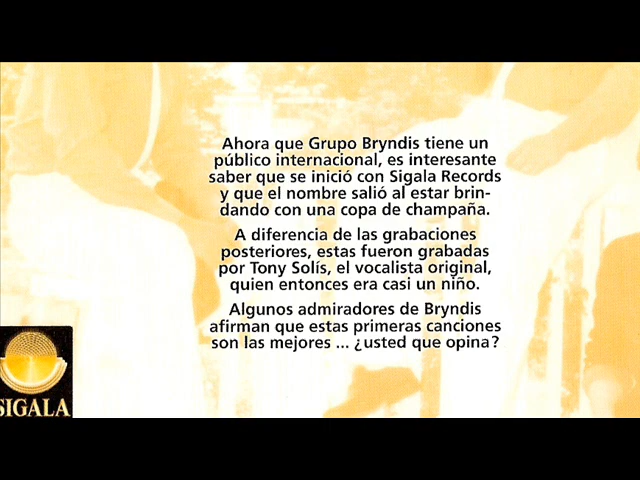 Ahora que Grupo Bryndis tiene un
público internacional, es interesante
saber que se inició con Sigala Records
y que el nombre salió al estar brin-
dando con una copa de champaña.
A diferencia de las grabaciones
posteriores, estas fueron grabadas
por Tony Solís, el vocalista original,
quien entonces era casi un niño.
Algunos admiradores de Bryndis
afirman que estas primeras canciones
son las mejores ... ¿usted que opina?
SIGALA